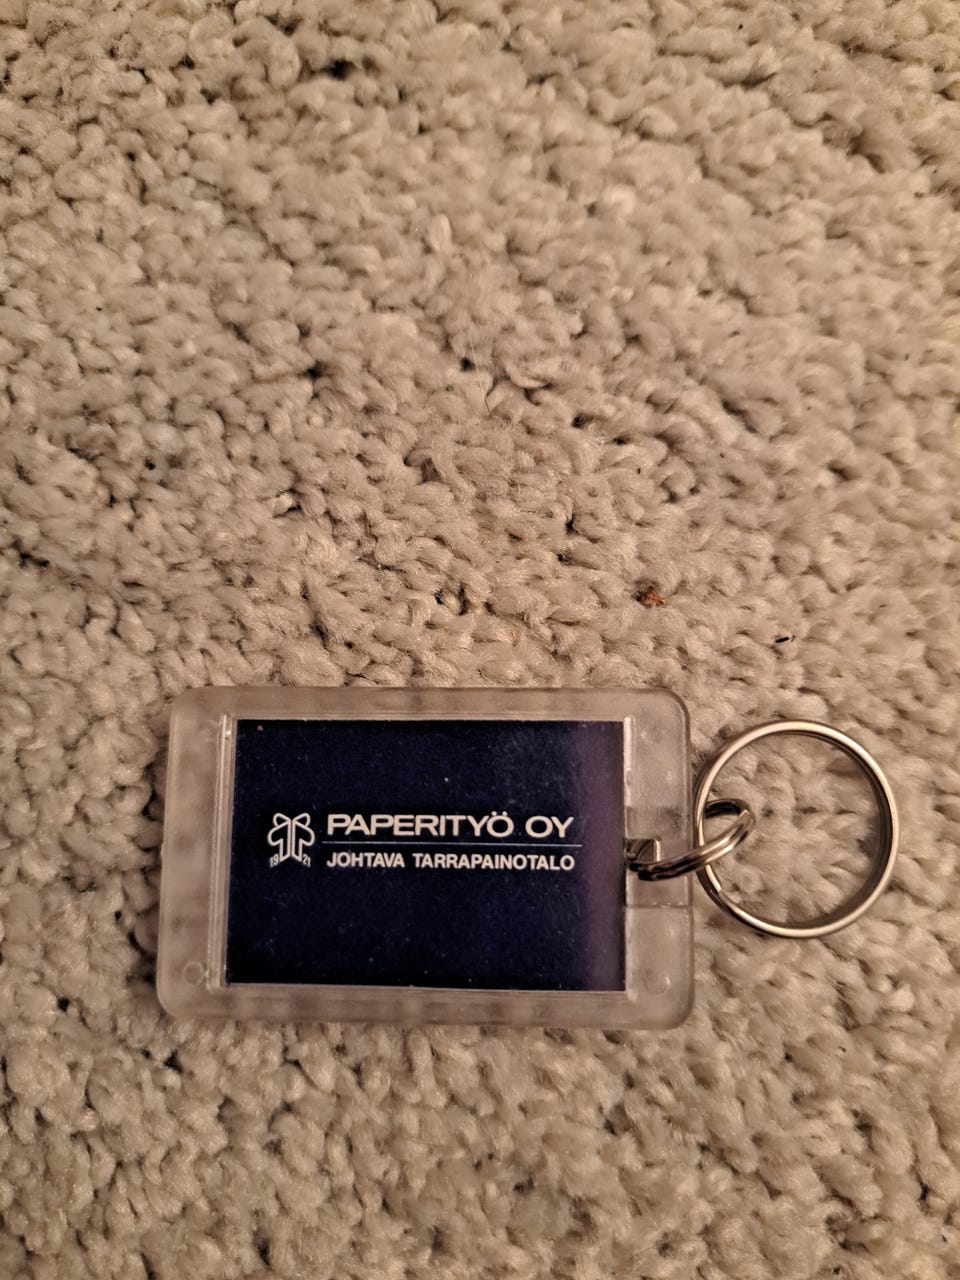 PAPERITYÖ OY
19 21
JOHTAVA TARRAPAINOTALO